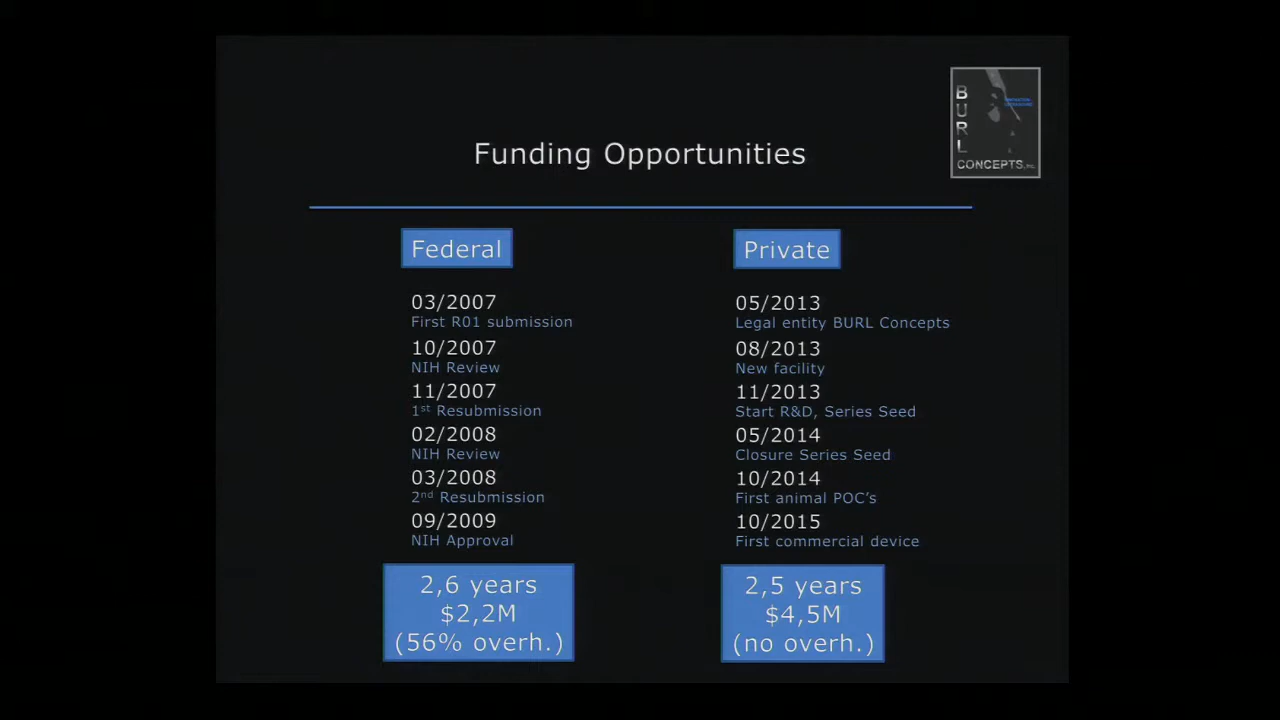 B
U
R
L
CONCEPTS, INC.
Funding Opportunities
Federal
03/2007
First R01 submission
10/2007
NIH Review
11/2007
1st Resubmission
02/2008
NIH Review
03/2008
2nd Resubmission
09/2009
NIH Approval
2,6 years
$2,2M
(56% overh.)
Private
05/2013
Legal entity BURL Concepts
08/2013
New facility
11/2013
Start R&D, Series Seed
05/2014
Closure Series Seed
10/2014
First animal POC’s
10/2015
First commercial device
2,5 years
$4,5M
(no overh.)